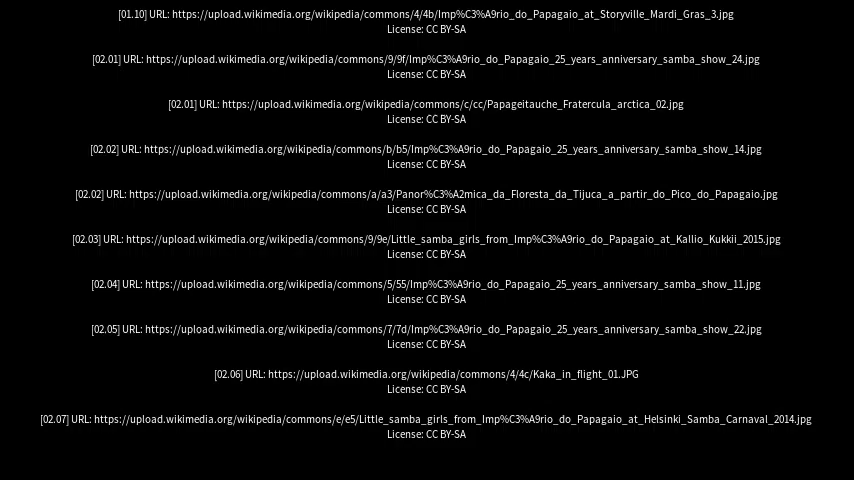 [01.10] URL: https://upload.wikimedia.org/wikipedia/commons/4/4b/Imp%C3%A9rio_do_Papagaio_at_Storyville_Mardi_Gras_3.jpg
License: CC BY-SA
[02.01] URL: https://upload.wikimedia.org/wikipedia/commons/9/9f/Imp%C3%A9rio_do_Papagaio_25_years_anniversary_samba_show_24.jpg
License: CC BY-SA
[02.01] URL: https://upload.wikimedia.org/wikipedia/commons/c/cc/Papageitauche_Fratercula_arctica_02.jpg
License: CC BY-SA
[02.02] URL: https://upload.wikimedia.org/wikipedia/commons/b/b5/Imp%C3%A9rio_do_Papagaio_25_years_anniversary_samba_show_14.jpg
License: CC BY-SA
[02.02] URL: https://upload.wikimedia.org/wikipedia/commons/a/a3/Panor%C3%A2mica_da_Floresta_da_Tijuca_a_partir_do_Pico_do_Papagaio.jpg
License: CC BY-SA
[02.03] URL: https://upload.wikimedia.org/wikipedia/commons/9/9e/Little_samba_girls_from_Imp%C3%A9rio_do_Papagaio_at_Kallio_Kukkii_2015.jpg
License: CC BY-SA
[02.04] URL: https://upload.wikimedia.org/wikipedia/commons/5/55/Imp%C3%A9rio_do_Papagaio_25_years_anniversary_samba_show_11.jpg
License: CC BY-SA
[02.05] URL: https://upload.wikimedia.org/wikipedia/commons/7/7d/Imp%C3%A9rio_do_Papagaio_25_years_anniversary_samba_show_22.jpg
License: CC BY-SA
[02.06] URL: https://upload.wikimedia.org/wikipedia/commons/4/4c/Kaka_in_flight_01.JPG
License: CC BY-SA
[02.07] URL: https://upload.wikimedia.org/wikipedia/commons/e/e5/Little_samba_girls_from_Imp%C3%A9rio_do_Papagaio_at_Helsinki_Samba_Carnaval_2014.jpg
License: CC BY-SA